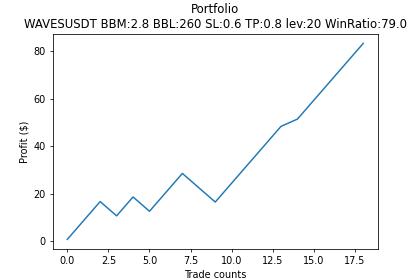 Portfolio
WAVESUSDT BBM:2.8 BBL:260 SL:0.6 TP:0.8 lev:20 WinRatio:79.0
80
60
40
20
0
Profit ($)
0.0 2.5 5.0 7.5 10.0 12.5 15.0 17.5
Trade counts